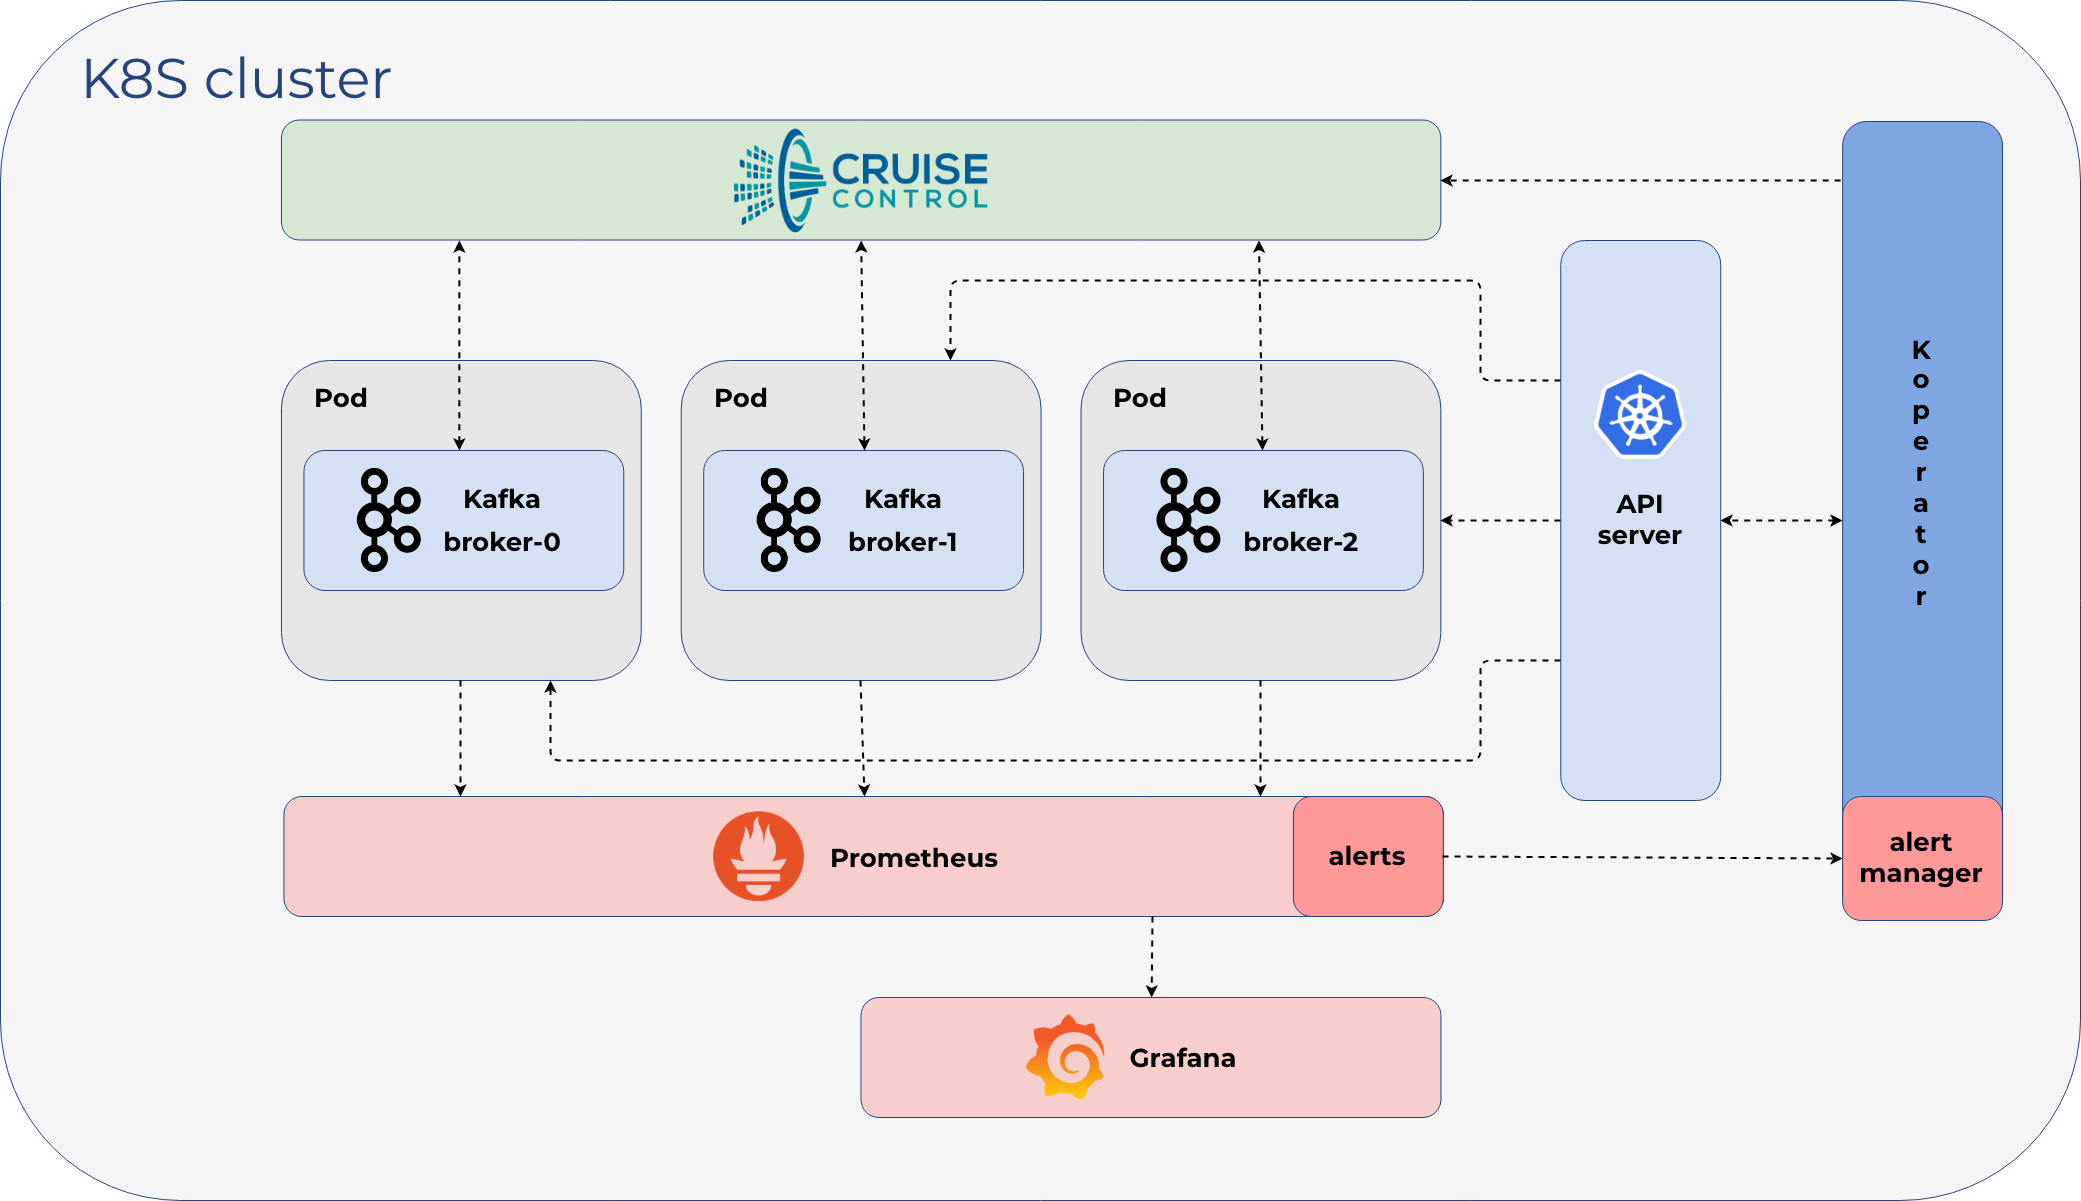 K8S cluster
CRUISE
CONTROL
Pod
Kafka
broker-0
Pod
Kafka
broker-1
Pod
Kafka
broker-2
API
server
K
o
p
e
r
a
t
o
r
Prometheus
alerts
alert
manager
Grafana